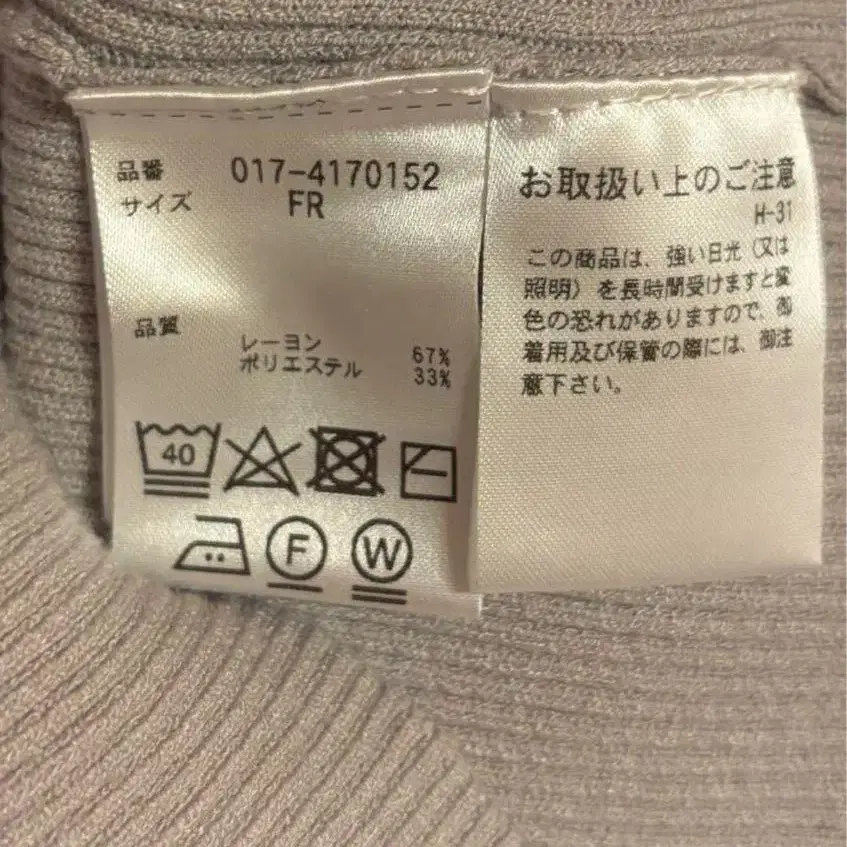 品番 017-4170152
サイズ FR
品質
レーヨン 67%
ポリエステル 33%
40
F W
お取扱い上のご注意
H-31
この商品は、強い日光（又は
照明）を長時間受けますと変
色の恐れがありますので、御
着用及び保管の際には、御注
意下さい。